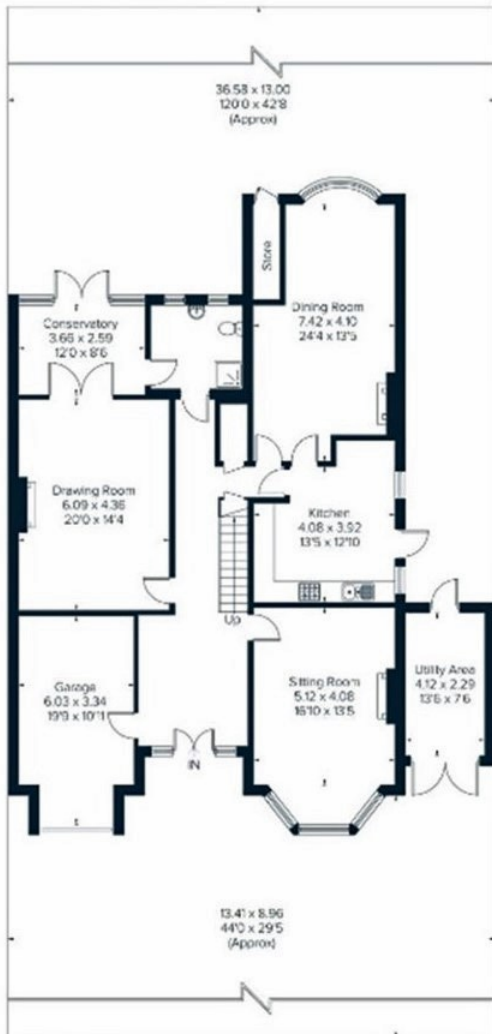 36.58 x 13.00
120'0 x 42'8
(Approx)
Store
Dining Room
7.42 x 4.10
24'4 x 13'5
Conservatory
3.66 x 2.59
12'0 x 8'6
Drawing Room
6.09 x 4.36
20'0 x 14'4
Kitchen
4.08 x 3.92
13'5 x 12'10
Up
Garage
6.03 x 3.34
19'9 x 10'11
Sitting Room
5.12 x 4.08
16'10 x 13'5
Utility Area
4.12 x 2.29
13'6 x 7'6
IN
13.41 x 8.96
44'0 x 29'5
(Approx)